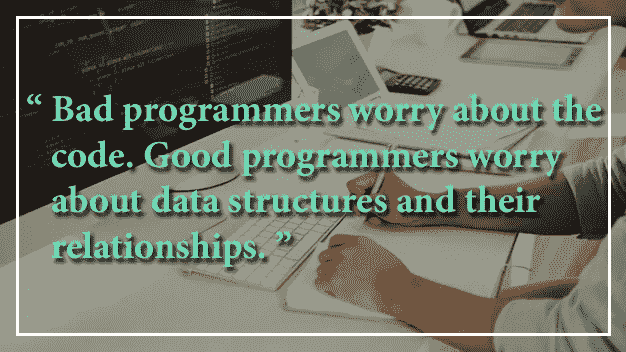 “ Bad programmers worry about the
code. Good programmers worry
about data structures and their
relationships. ”